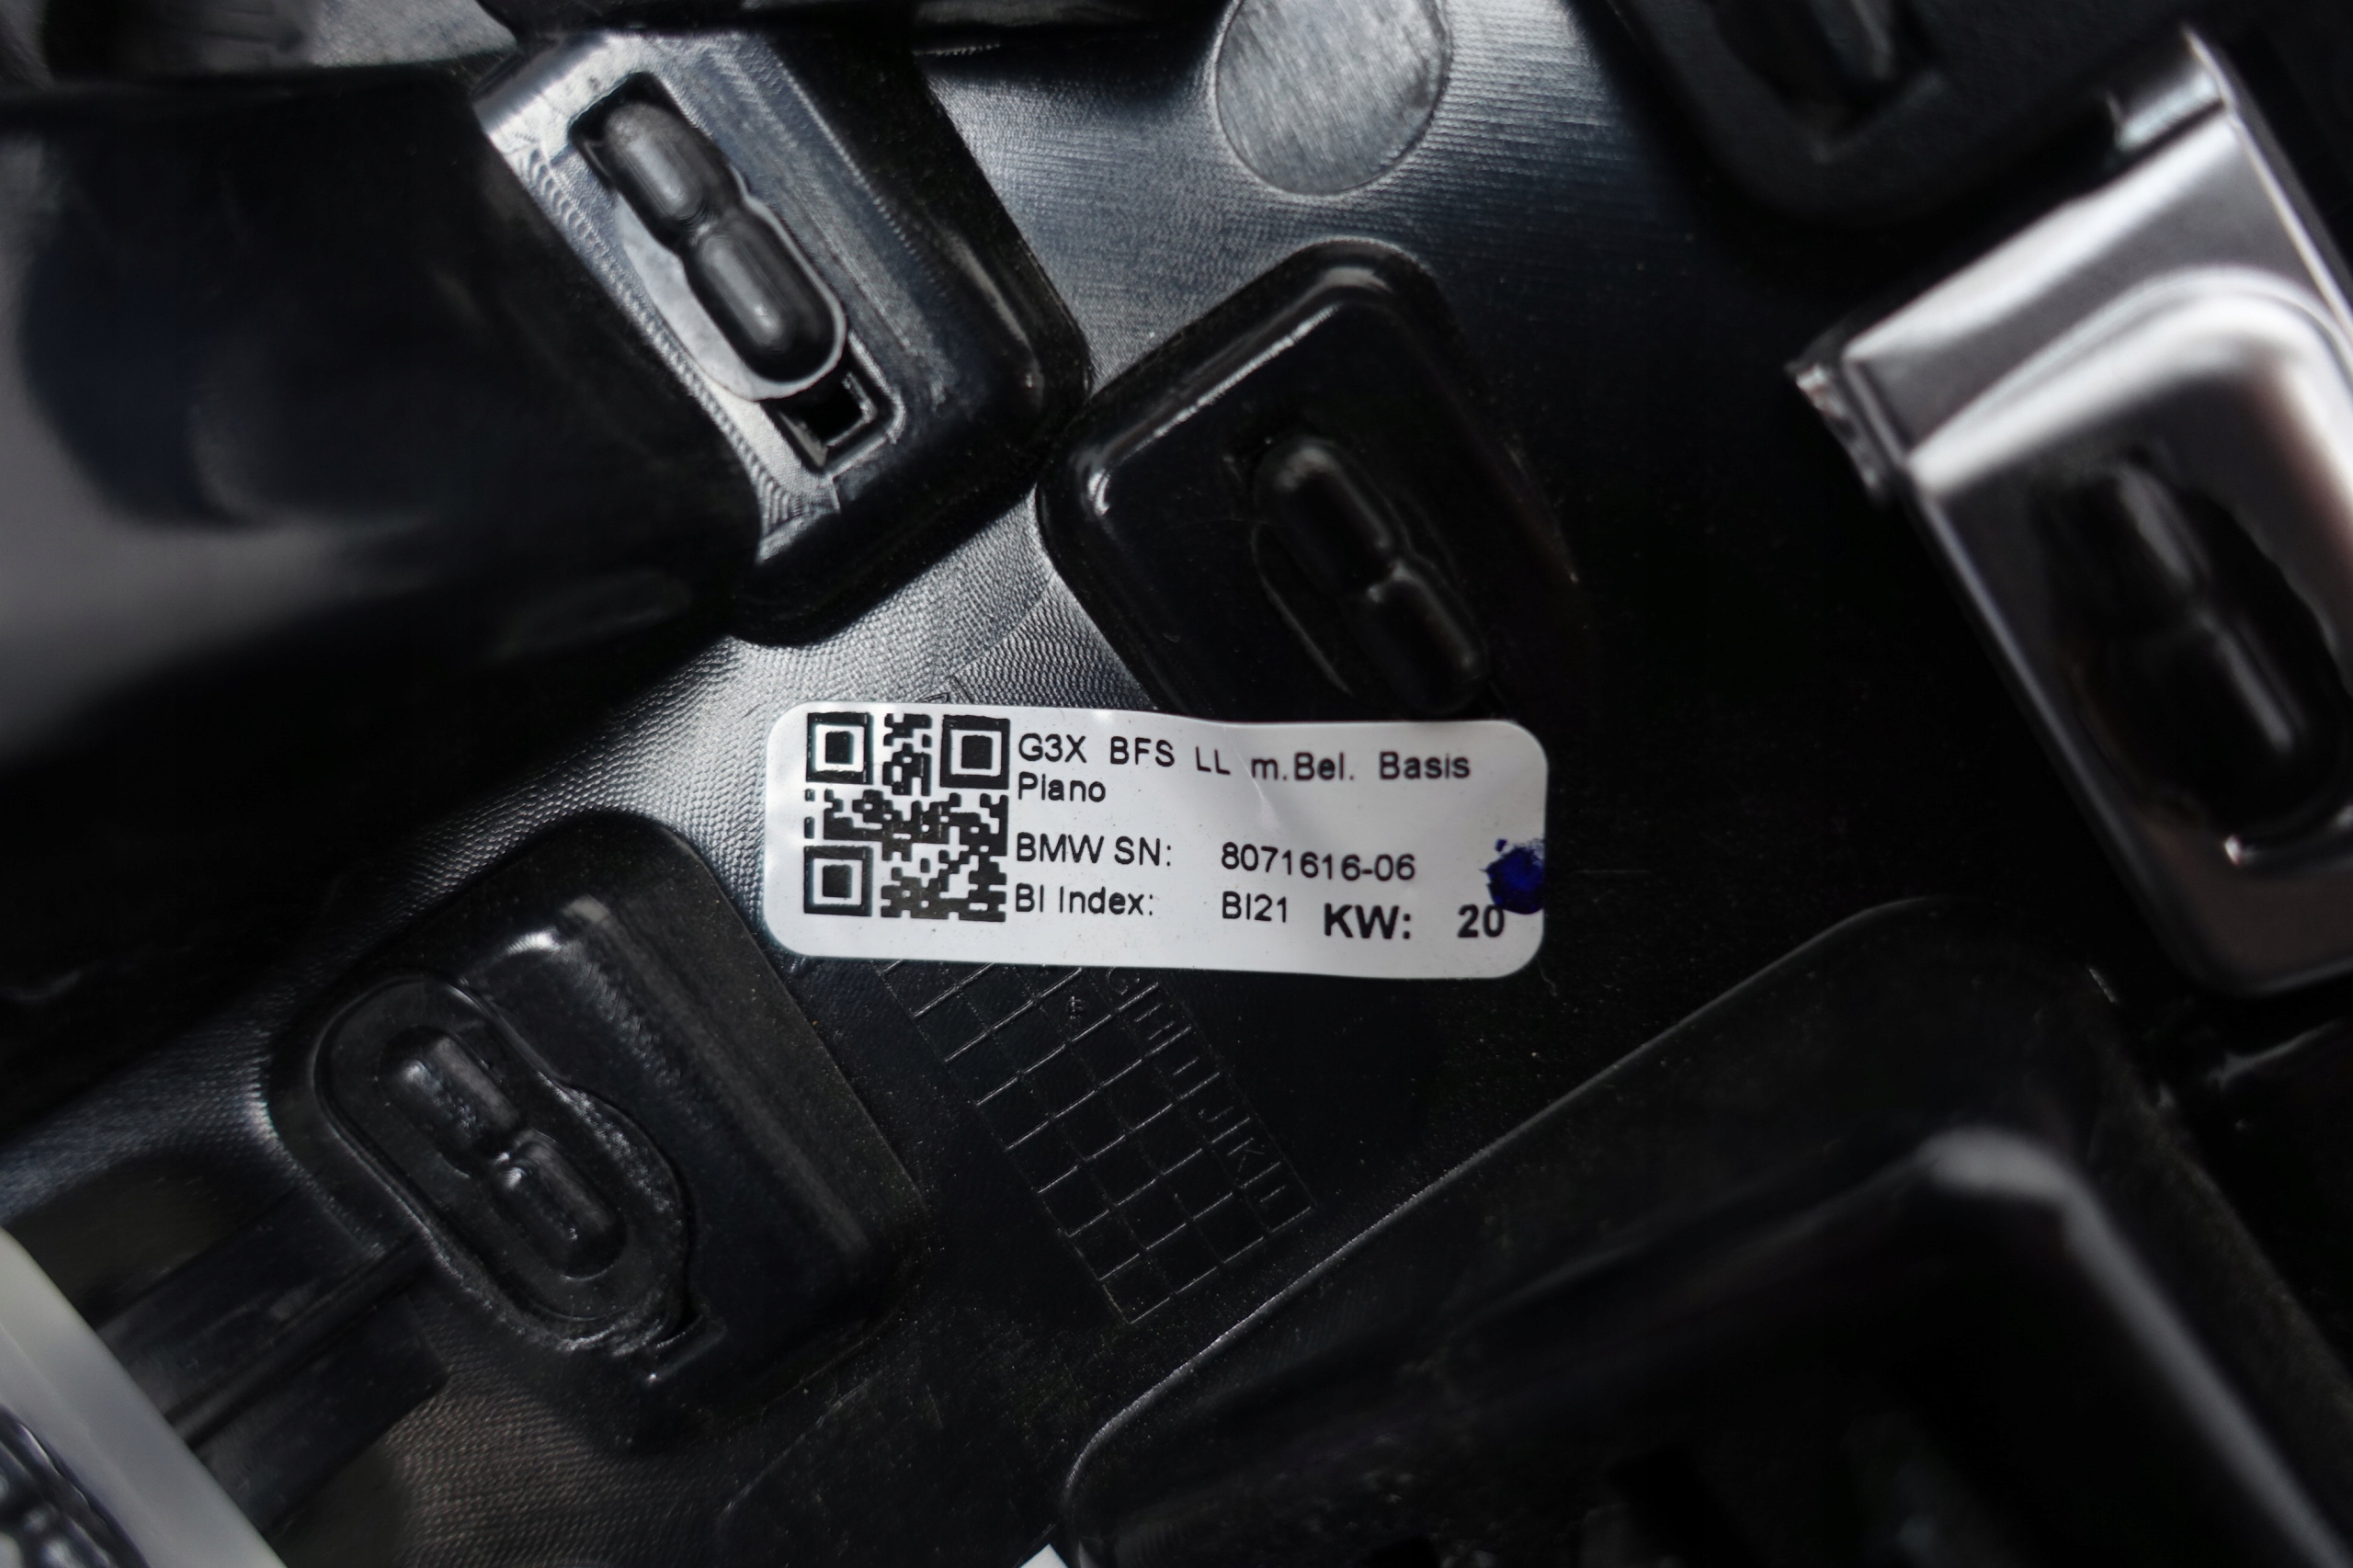 G3X BFS LL m.Bel. Basis
Piano
BMW SN: 8071616-06
BI Index: BI21 KW: 20
G H I J K L